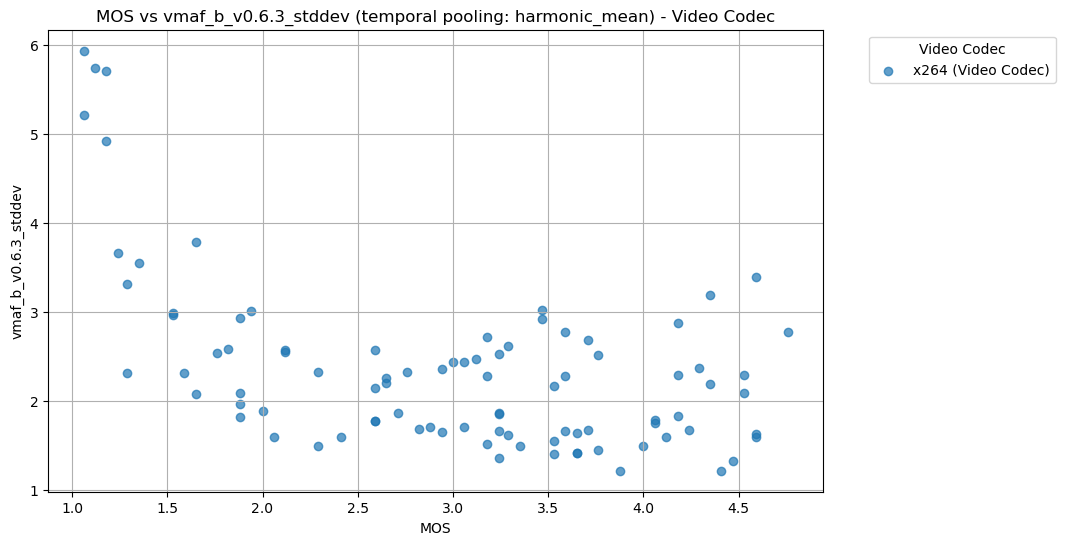 MOS vs vmaf_b_v0.6.3_stddev (temporal pooling: harmonic_mean) - Video Codec
Video Codec
x264 (Video Codec)
vmaf_b_v0.6.3_stddev
6
5
4
3
2
1
1.0 1.5 2.0 2.5 3.0 3.5 4.0 4.5
MOS